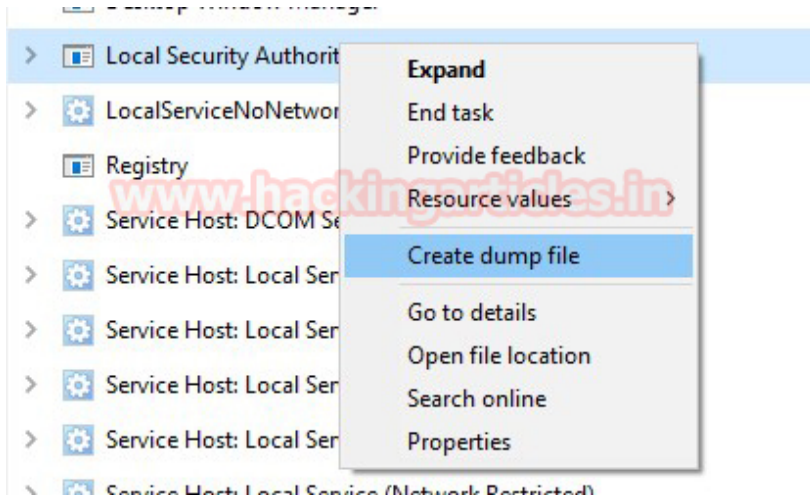 Local Security Authorit
LocalServiceNoNetwor
Registry
Service Host: DCOM Se
Service Host: Local Ser
Service Host: Local Ser
Service Host: Local Ser
Service Host: Local Ser
Service Host: Local Service (Network Restricted)
Expand
End task
Provide feedback
Resource values
Create dump file
Go to details
Open file location
Search online
Properties
www.hackingarticles.in